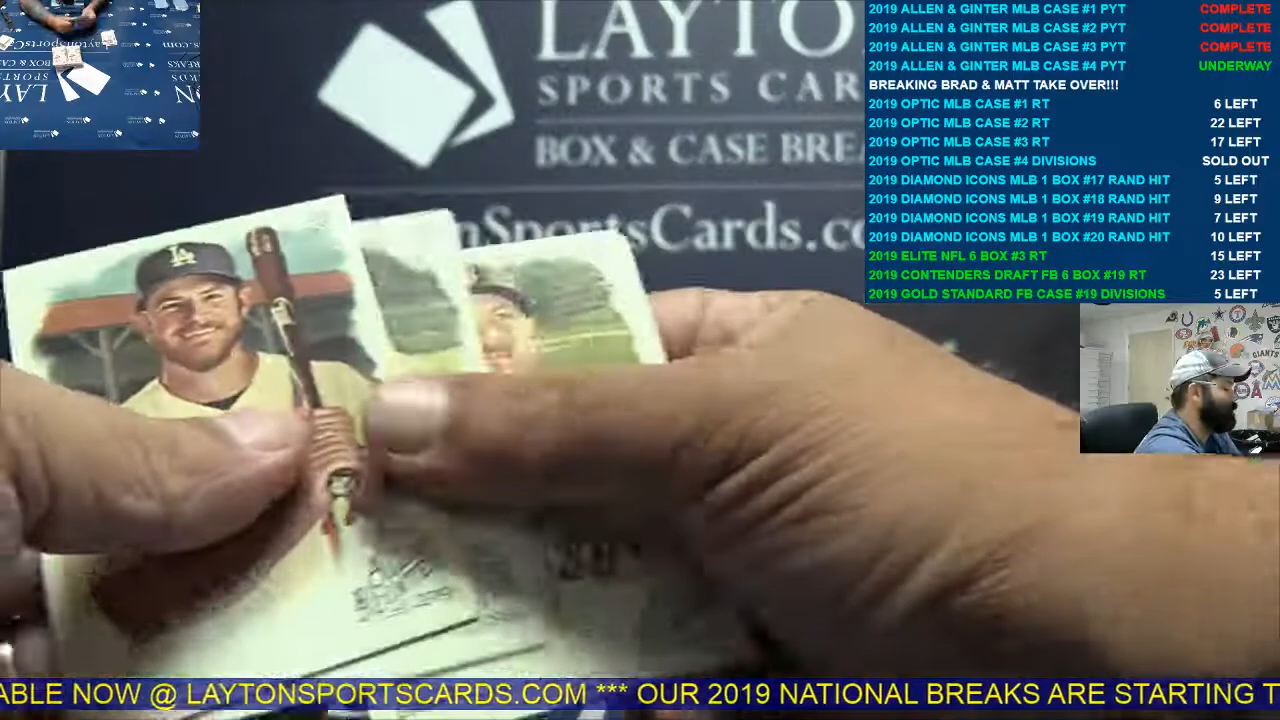 LAYTO
SPORTS CAR
BOX & CASE BRE
nSportsCards.co
2019 ALLEN & GINTER MLB CASE #1 PYT COMPLETE
2019 ALLEN & GINTER MLB CASE #2 PYT COMPLETE
2019 ALLEN & GINTER MLB CASE #3 PYT COMPLETE
2019 ALLEN & GINTER MLB CASE #4 PYT UNDERWAY
BREAKING BRAD & MATT TAKE OVER!!!
2019 OPTIC MLB CASE #1 RT 6 LEFT
2019 OPTIC MLB CASE #2 RT 22 LEFT
2019 OPTIC MLB CASE #3 RT 17 LEFT
2019 OPTIC MLB CASE #4 DIVISIONS SOLD OUT
2019 DIAMOND ICONS MLB 1 BOX #17 RAND HIT 5 LEFT
2019 DIAMOND ICONS MLB 1 BOX #18 RAND HIT 9 LEFT
2019 DIAMOND ICONS MLB 1 BOX #19 RAND HIT 7 LEFT
2019 DIAMOND ICONS MLB 1 BOX #20 RAND HIT 10 LEFT
2019 ELITE NFL 6 BOX #3 RT 15 LEFT
2019 CONTENDERS DRAFT FB 6 BOX #19 RT 23 LEFT
2019 GOLD STANDARD FB CASE #19 DIVISIONS 5 LEFT
LA
ABLE NOW @ LAYTONSPORTSCARDS.COM *** OUR 2019 NATIONAL BREAKS ARE STARTING T